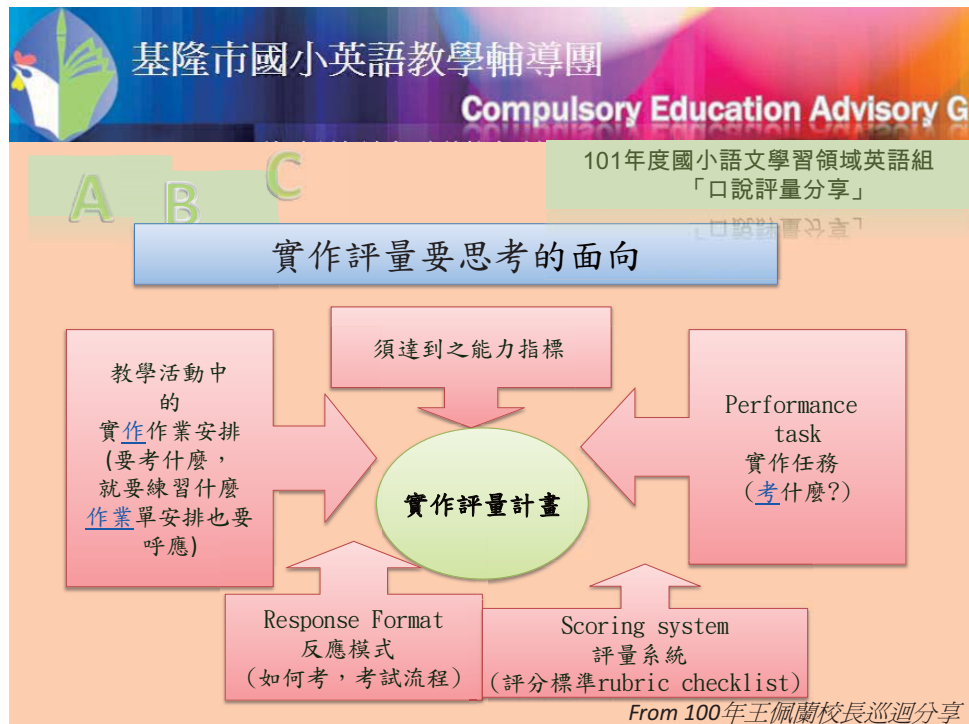 基隆市國小英語教學輔導團
Compulsory Education Advisory G
A B C
101年度國小語文學習領域英語組
「口說評量分享」
實作評量要思考的面向
須達到之能力指標
教學活動中
的
實作作業安排
(要考什麼，
就要練習什麼
作業單安排也要
呼應)
Performance
task
實作任務
(考什麼?)
實作評量計畫
Response Format
反應模式
(如何考，考試流程)
Scoring system
評量系統
(評分標準rubric checklist)
From 100年王佩蘭校長巡迴分享